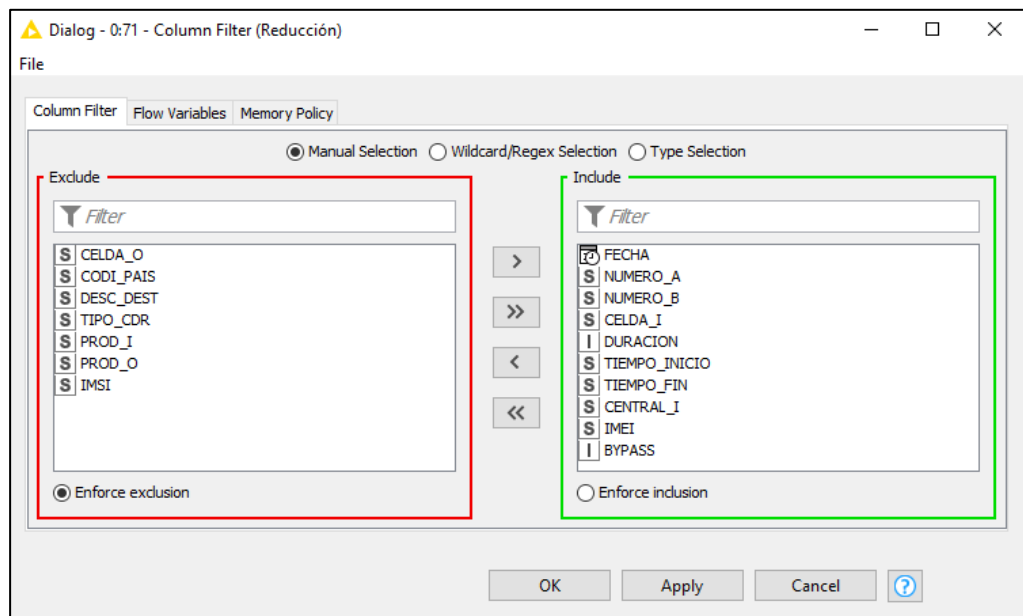 Dialog - 0:71 - Column Filter (Reducción)
File
Column Filter Flow Variables Memory Policy
Manual Selection Wildcard/Regex Selection Type Selection
Exclude
Filter
S CELDA_O
S CODI_PAIS
S DESC_DEST
S TIPO_CDR
S PROD_I
S PROD_O
S IMSI
Enforce exclusion
>
>>
<
<<
Include
Filter
FECHA
S NUMERO_A
S NUMERO_B
S CELDA_I
I DURACION
S TIEMPO_INICIO
S TIEMPO_FIN
S CENTRAL_I
S IMEI
I BYPASS
Enforce inclusion
OK Apply Cancel ?